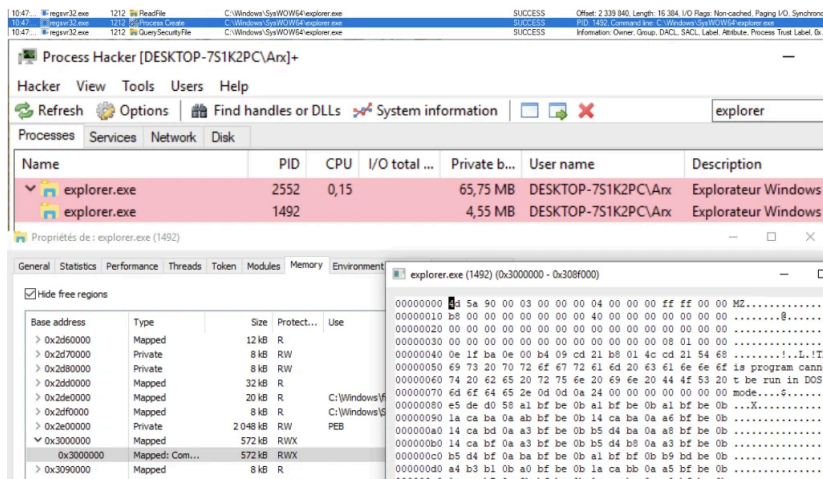 10:47:... regsvr32.exe 1212 ReadFile C:\Windows\SysWOW64\explorer.exe SUCCESS Offset: 2 339 840, Length: 16 384, I/O Flags: Non-cached, Paging I/O, Synchrono
10:47:... regsvr32.exe 1212 Process Create C:\Windows\SysWOW64\explorer.exe SUCCESS PID: 1492, Command line: C:\Windows\SysWOW64\explorer.exe
10:47:... regsvr32.exe 1212 QuerySecurityFile C:\Windows\SysWOW64\explorer.exe SUCCESS Information: Owner, Group, DACL, SACL, Label, Attribute, Process Trust Label, 0x
Process Hacker [DESKTOP-7S1K2PC\Arx]+
Hacker View Tools Users Help
Refresh Options Find handles or DLLs System information explorer
Processes Services Network Disk
Name PID CPU I/O total ... Private b... User name Description
explorer.exe 2552 0,15 65,75 MB DESKTOP-7S1K2PC\Arx Explorateur Windows
explorer.exe 1492 4,55 MB DESKTOP-7S1K2PC\Arx Explorateur Windows
Propriétés de : explorer.exe (1492)
General Statistics Performance Threads Token Modules Memory Environment
Hide free regions
Base address Type Size Protect... Use
0x2d60000 Mapped 12 kB R
0x2d70000 Private 8 kB RW
0x2d80000 Private 8 kB RW
0x2dd0000 Mapped 32 kB R
0x2de0000 Mapped 20 kB R C:\Windows\f
0x2df0000 Mapped 8 kB R C:\Windows\S
0x2e00000 Private 2 048 kB RW PEB
0x3000000 Mapped 572 kB RWX
0x3000000 Mapped: Com... 572 kB RWX
0x3090000 Mapped 8 kB R
explorer.exe (1492) (0x3000000 - 0x308f000)
00000000 4d 5a 90 00 03 00 00 00 04 00 00 00 ff ff 00 00 MZ.............
00000010 b8 00 00 00 00 00 00 00 40 00 00 00 00 00 00 00 ........@......
00000020 00 00 00 00 00 00 00 00 00 00 00 00 00 00 00 00 ...............
00000030 00 00 00 00 00 00 00 00 00 00 00 00 08 01 00 00 ...............
00000040 0e 1f ba 0e 00 b4 09 cd 21 b8 01 4c cd 21 54 68 ........!..L.!T
00000050 69 73 20 70 72 6f 67 72 61 6d 20 63 61 6e 6e 6f is program cann
00000060 74 20 62 65 20 72 75 6e 20 69 6e 20 44 4f 53 20 t be run in DOS
00000070 6d 6f 64 65 2e 0d 0d 0a 24 00 00 00 00 00 00 00 mode....$......
00000080 e5 de d0 58 a1 bf be 0b a1 bf be 0b a1 bf be 0b ...X...........
00000090 1a ca ba 0a ab bf be 0b 14 ca ba 0a a6 bf be 0b ...............
000000a0 14 ca bd 0a a3 bf be 0b b5 d4 ba 0a a8 bf be 0b ...............
000000b0 14 ca bf 0a a3 bf be 0b b5 d4 b8 0a a3 bf be 0b ...............
000000c0 b5 d4 bf 0a ba bf be 0b a1 bf bf 0b b9 bd be 0b ...............
000000d0 a4 b3 b1 0b a0 bf be 0b 1a ca bb 0a a5 bf be 0b ...............